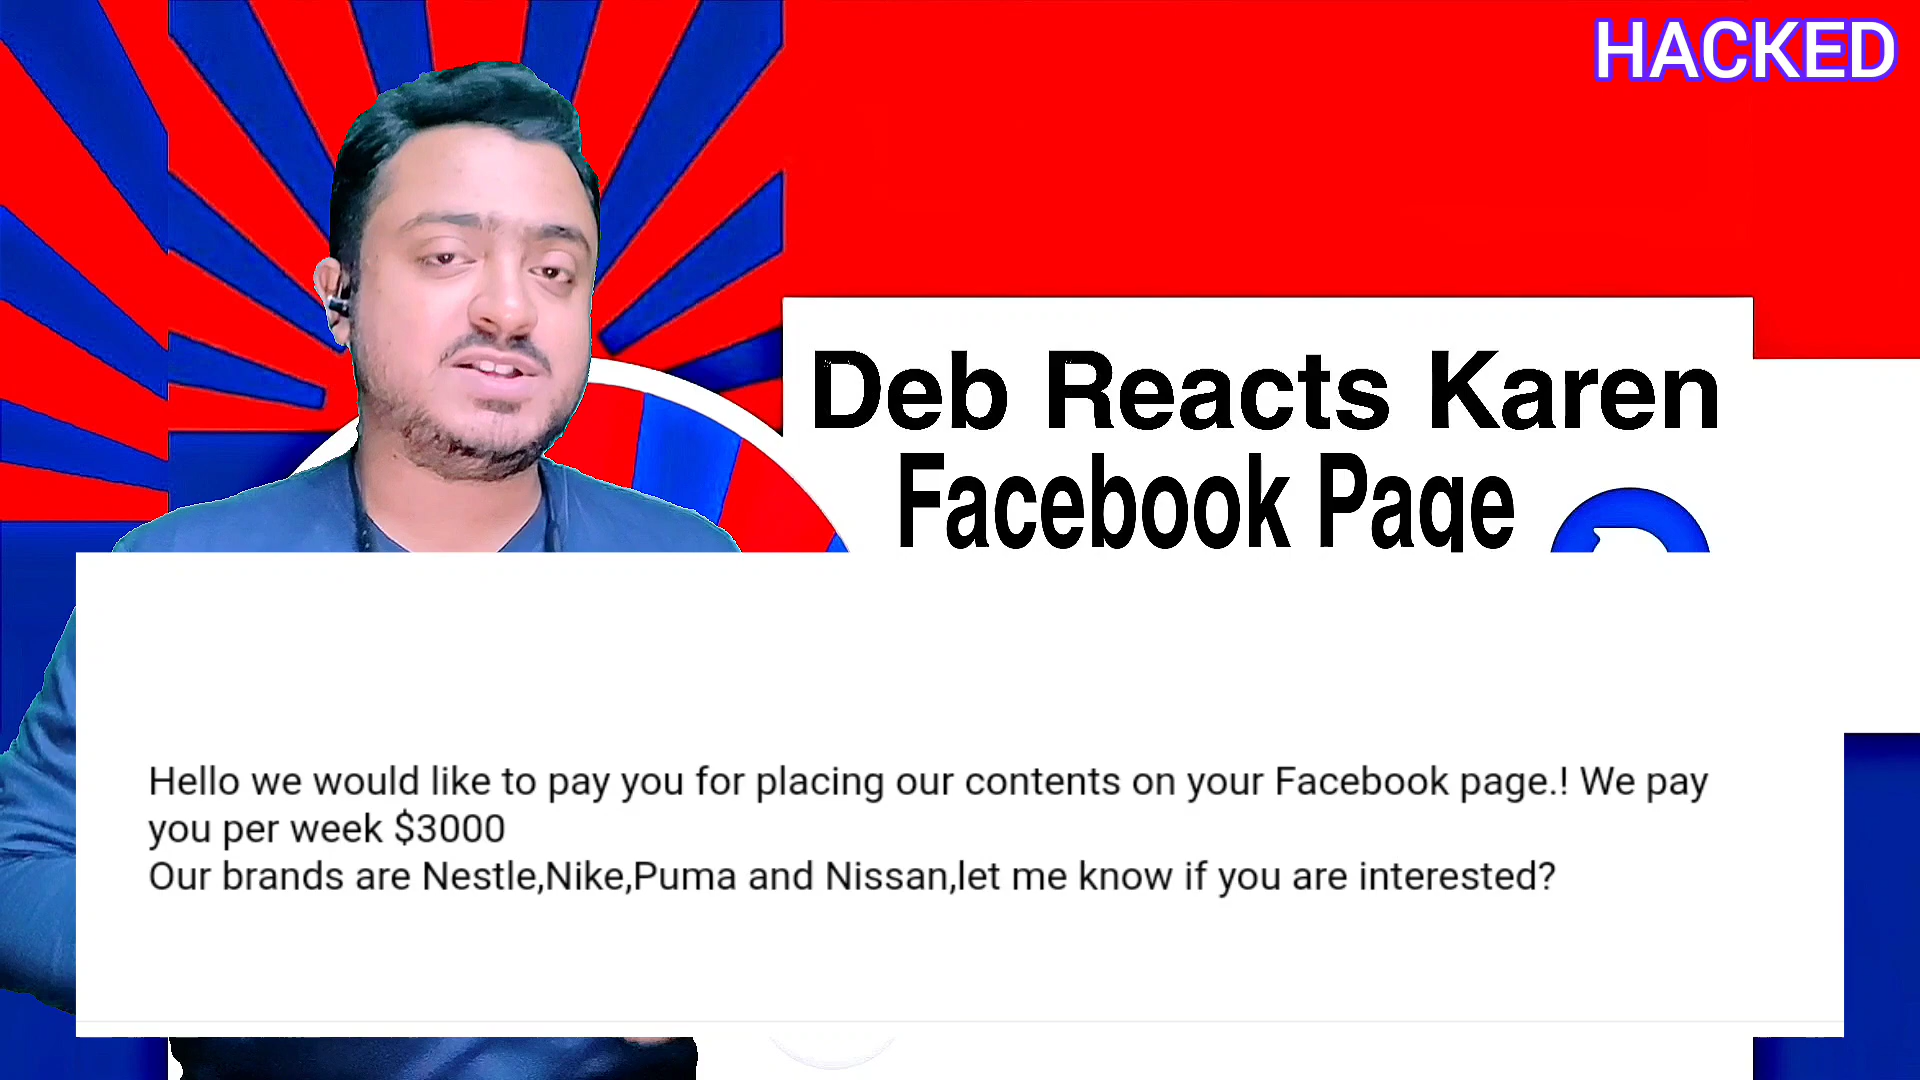 HACKED
Deb Reacts Karen
Facebook Page
Hello we would like to pay you for placing our contents on your Facebook page.! We pay
you per week $3000
Our brands are Nestle,Nike,Puma and Nissan,let me know if you are interested?